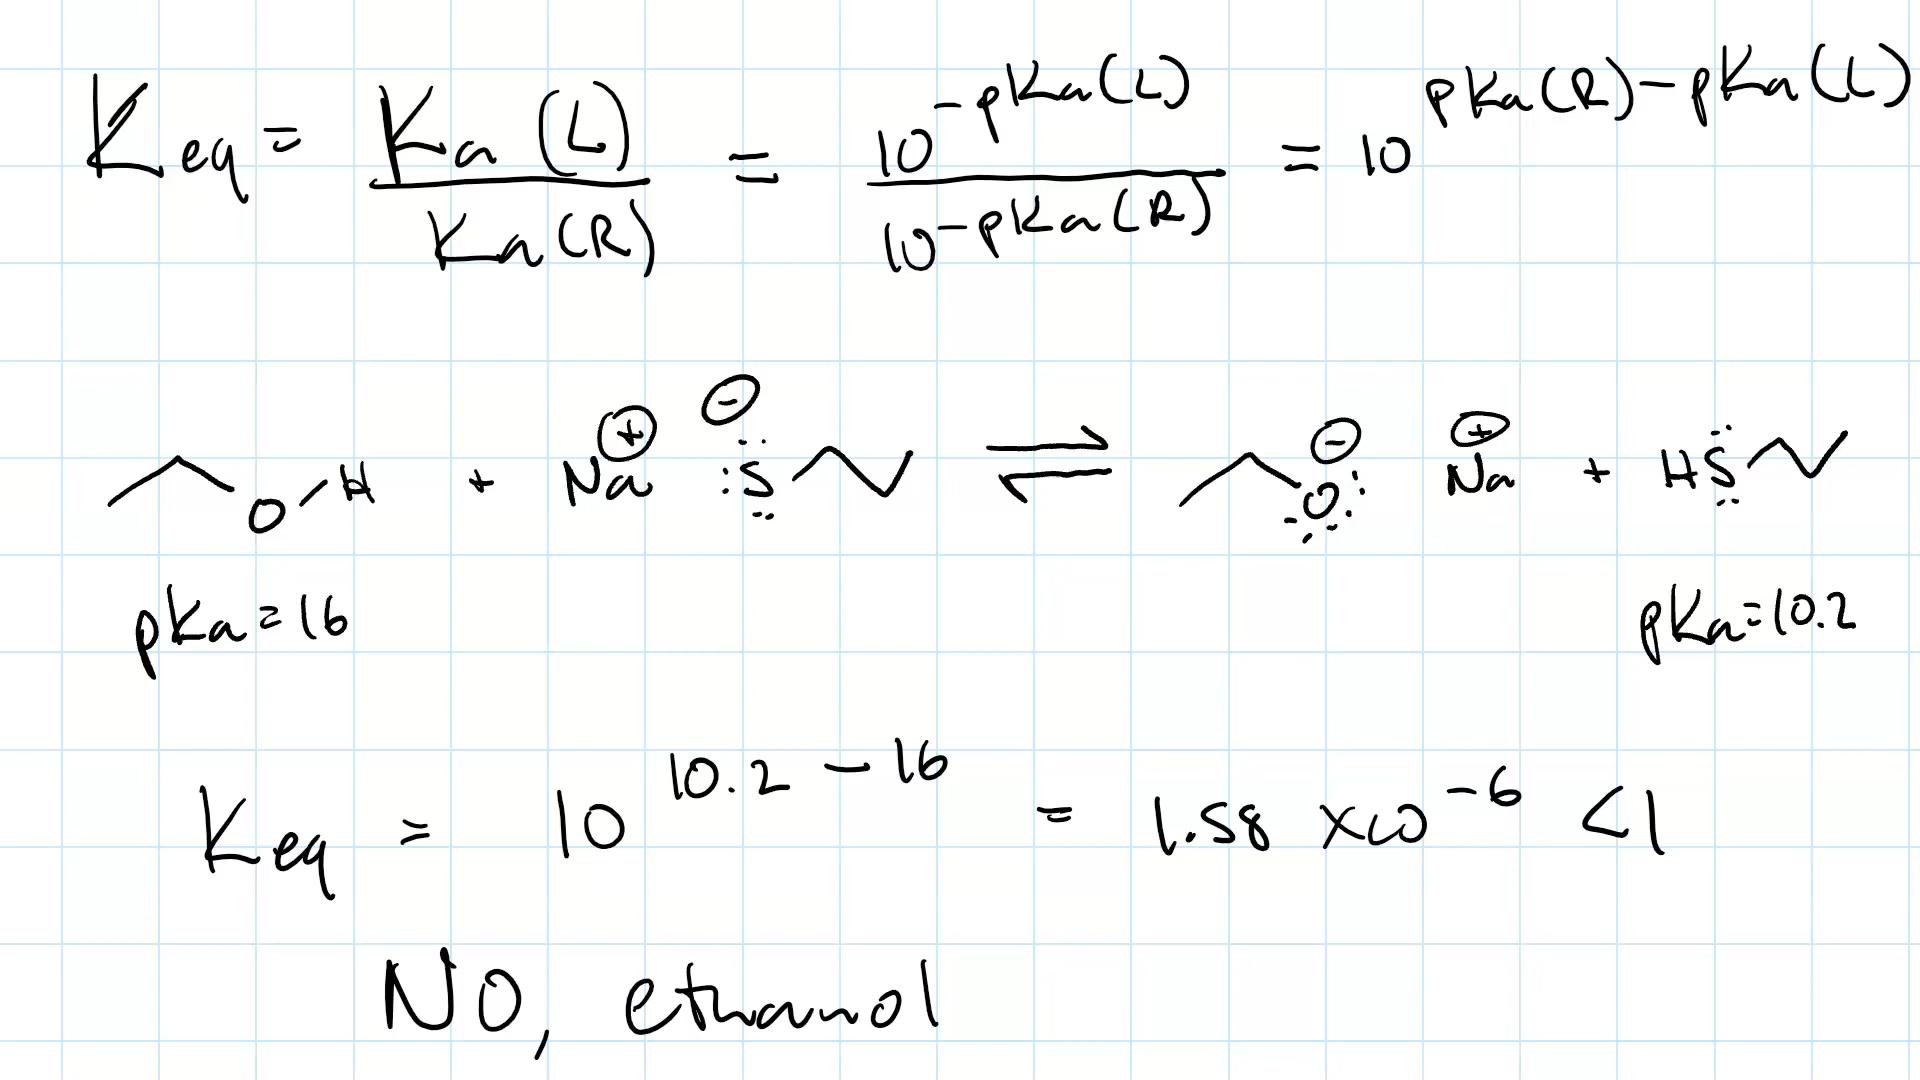 Keq = Ka(L) / Ka(R) = 10^-pKa(L) / 10^-pKa(R) = 10^pKa(R)-pKa(L)
O-H + Na⊕ ⊖:S̤̈ ⇌ ⊖:O: Na⊕ + HS̤̈
pKa=16 pKa=10.2
Keq = 10^10.2-16 = 1.58 x10^-6 <1
NO, ethanol